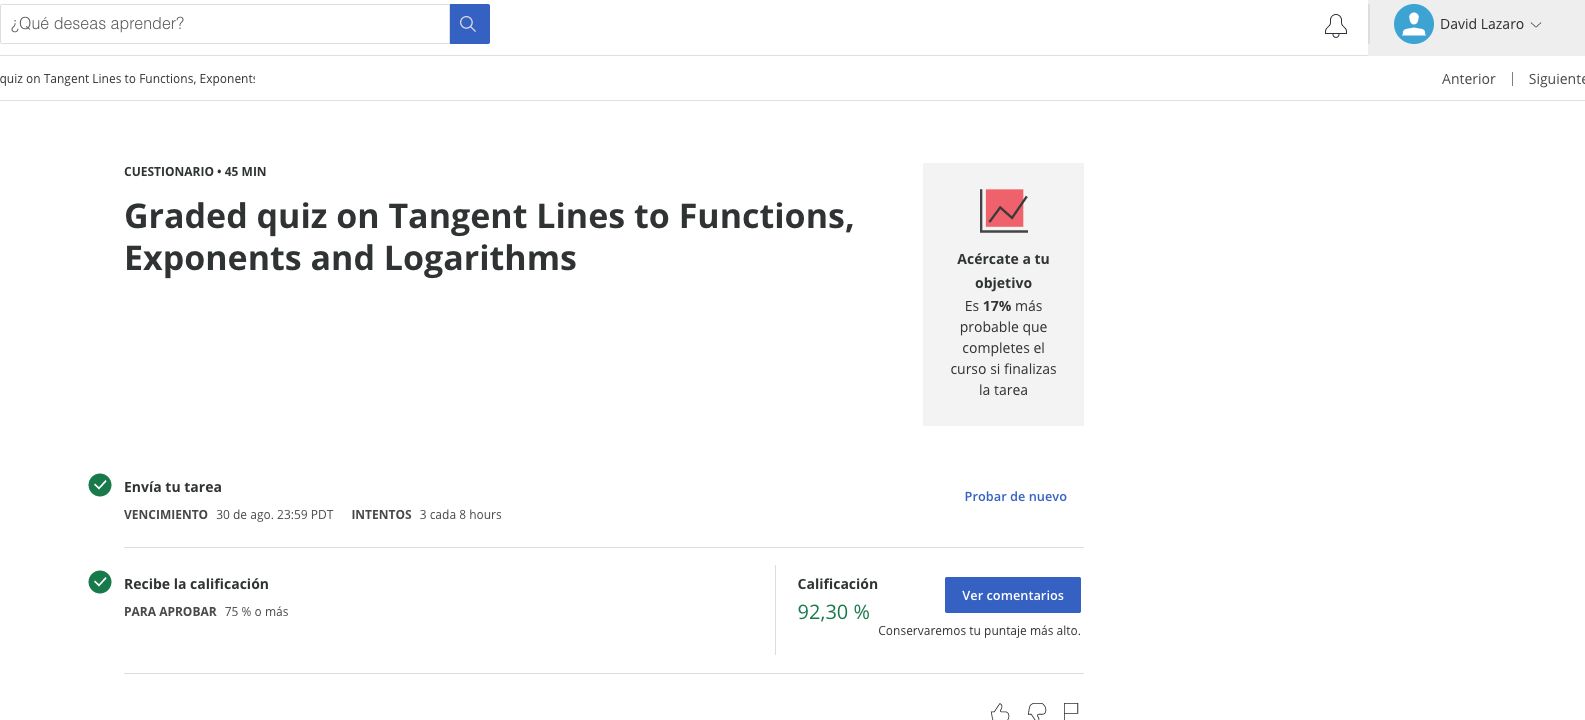 ¿Qué deseas aprender?
David Lazaro
quiz on Tangent Lines to Functions, Exponents
Anterior
Siguiente
CUESTIONARIO • 45 MIN
Graded quiz on Tangent Lines to Functions,
Exponents and Logarithms
Acércate a tu
objetivo
Es 17% más
probable que
completes el
curso si finalizas
la tarea
Envía tu tarea
VENCIMIENTO 30 de ago. 23:59 PDT INTENTOS 3 cada 8 hours
Probar de nuevo
Recibe la calificación
PARA APROBAR 75 % o más
Calificación
92,30 %
Ver comentarios
Conservaremos tu puntaje más alto.